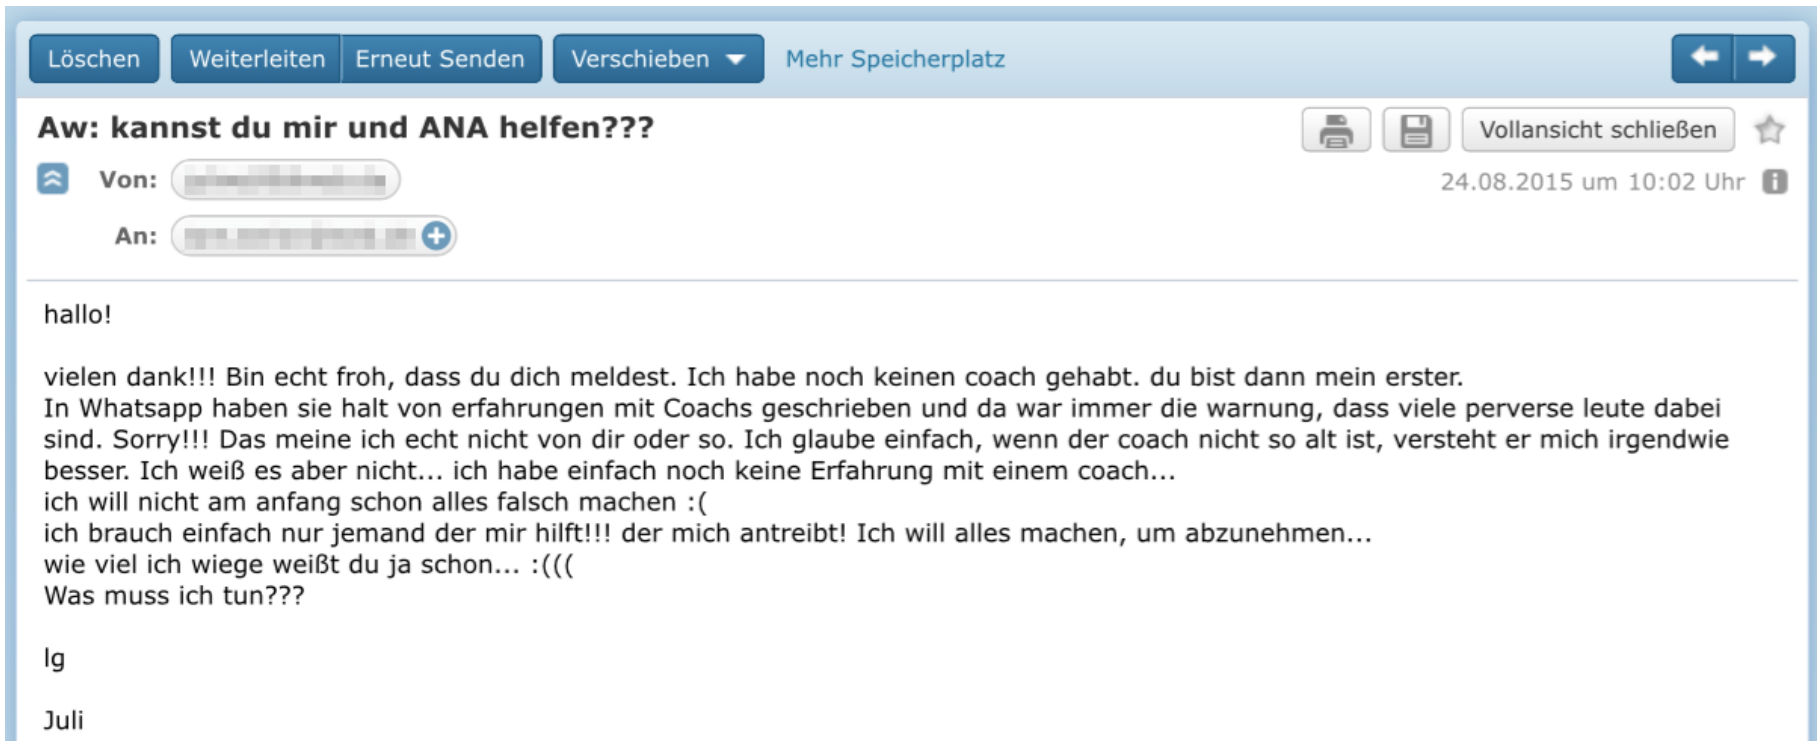 Löschen Weiterleiten Erneut Senden Verschieben Mehr Speicherplatz
Aw: kannst du mir und ANA helfen???
Vollansicht schließen
Von:
24.08.2015 um 10:02 Uhr
An:
hallo!
vielen dank!!! Bin echt froh, dass du dich meldest. Ich habe noch keinen coach gehabt. du bist dann mein erster.
In Whatsapp haben sie halt von erfahrungen mit Coachs geschrieben und da war immer die warnung, dass viele perverse leute dabei
sind. Sorry!!! Das meine ich echt nicht von dir oder so. Ich glaube einfach, wenn der coach nicht so alt ist, versteht er mich irgendwie
besser. Ich weiß es aber nicht... ich habe einfach noch keine Erfahrung mit einem coach...
ich will nicht am anfang schon alles falsch machen :(
ich brauch einfach nur jemand der mir hilft!!! der mich antreibt! Ich will alles machen, um abzunehmen...
wie viel ich wiege weißt du ja schon... :(((
Was muss ich tun???
lg
Juli